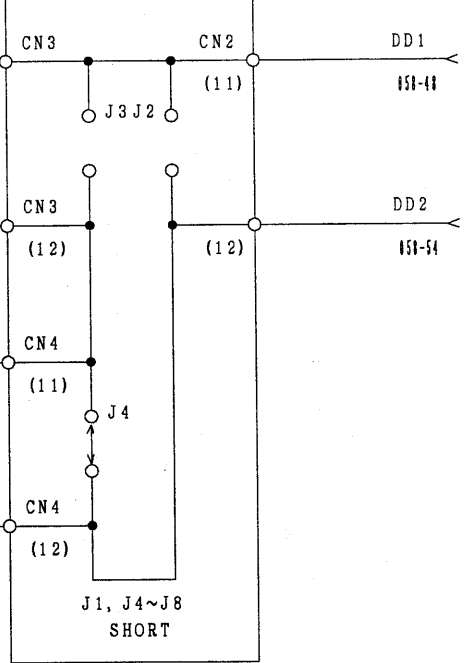 CN3 CN2 DD1
(11)
J3 J2
CN3 DD2
(12) (12)
CN4
(11)
J4
CN4
(12)
J1, J4~J8
SHORT